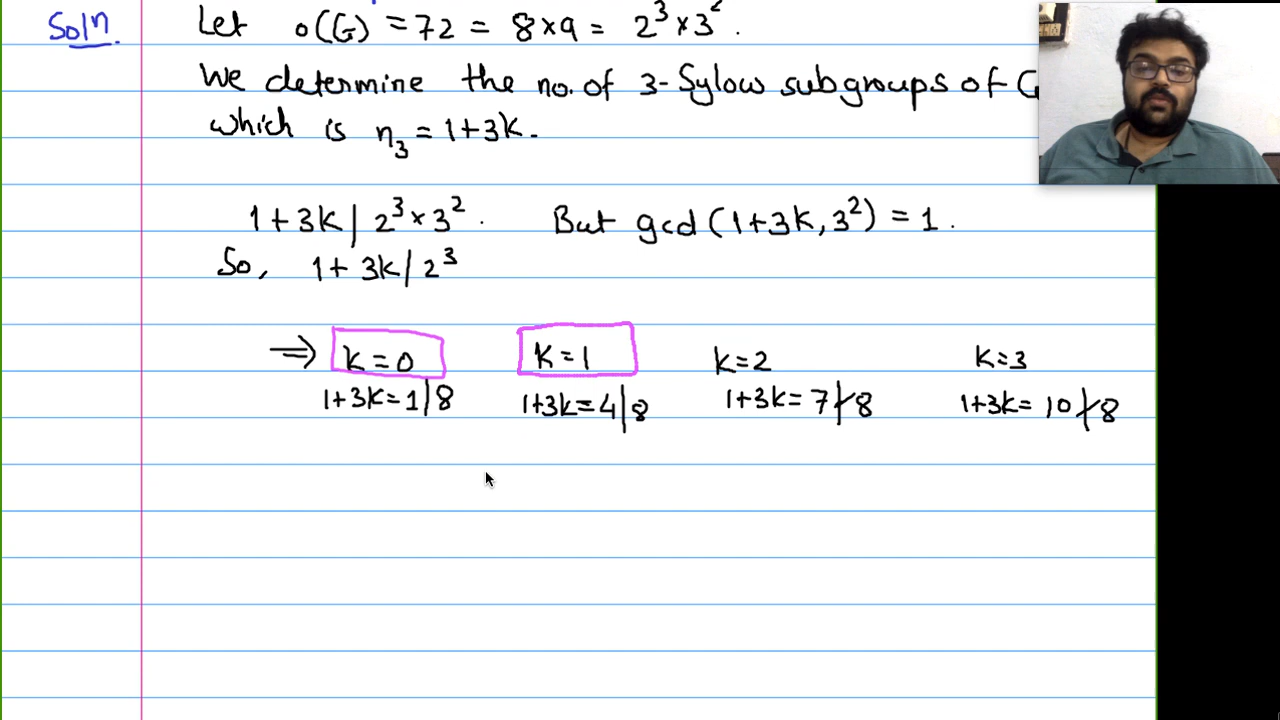 Soln. Let o(G) = 72 = 8×9 = 2³×3².
We determine the no. of 3-Sylow subgroups of G
which is n₃ = 1+3k.
1+3k | 2³×3². But gcd(1+3k, 3²) = 1.
So, 1+3k | 2³
⇒ k=0 k=1 k=2 k=3
1+3k=1|8 1+3k=4|8 1+3k=7∤8 1+3k=10∤8